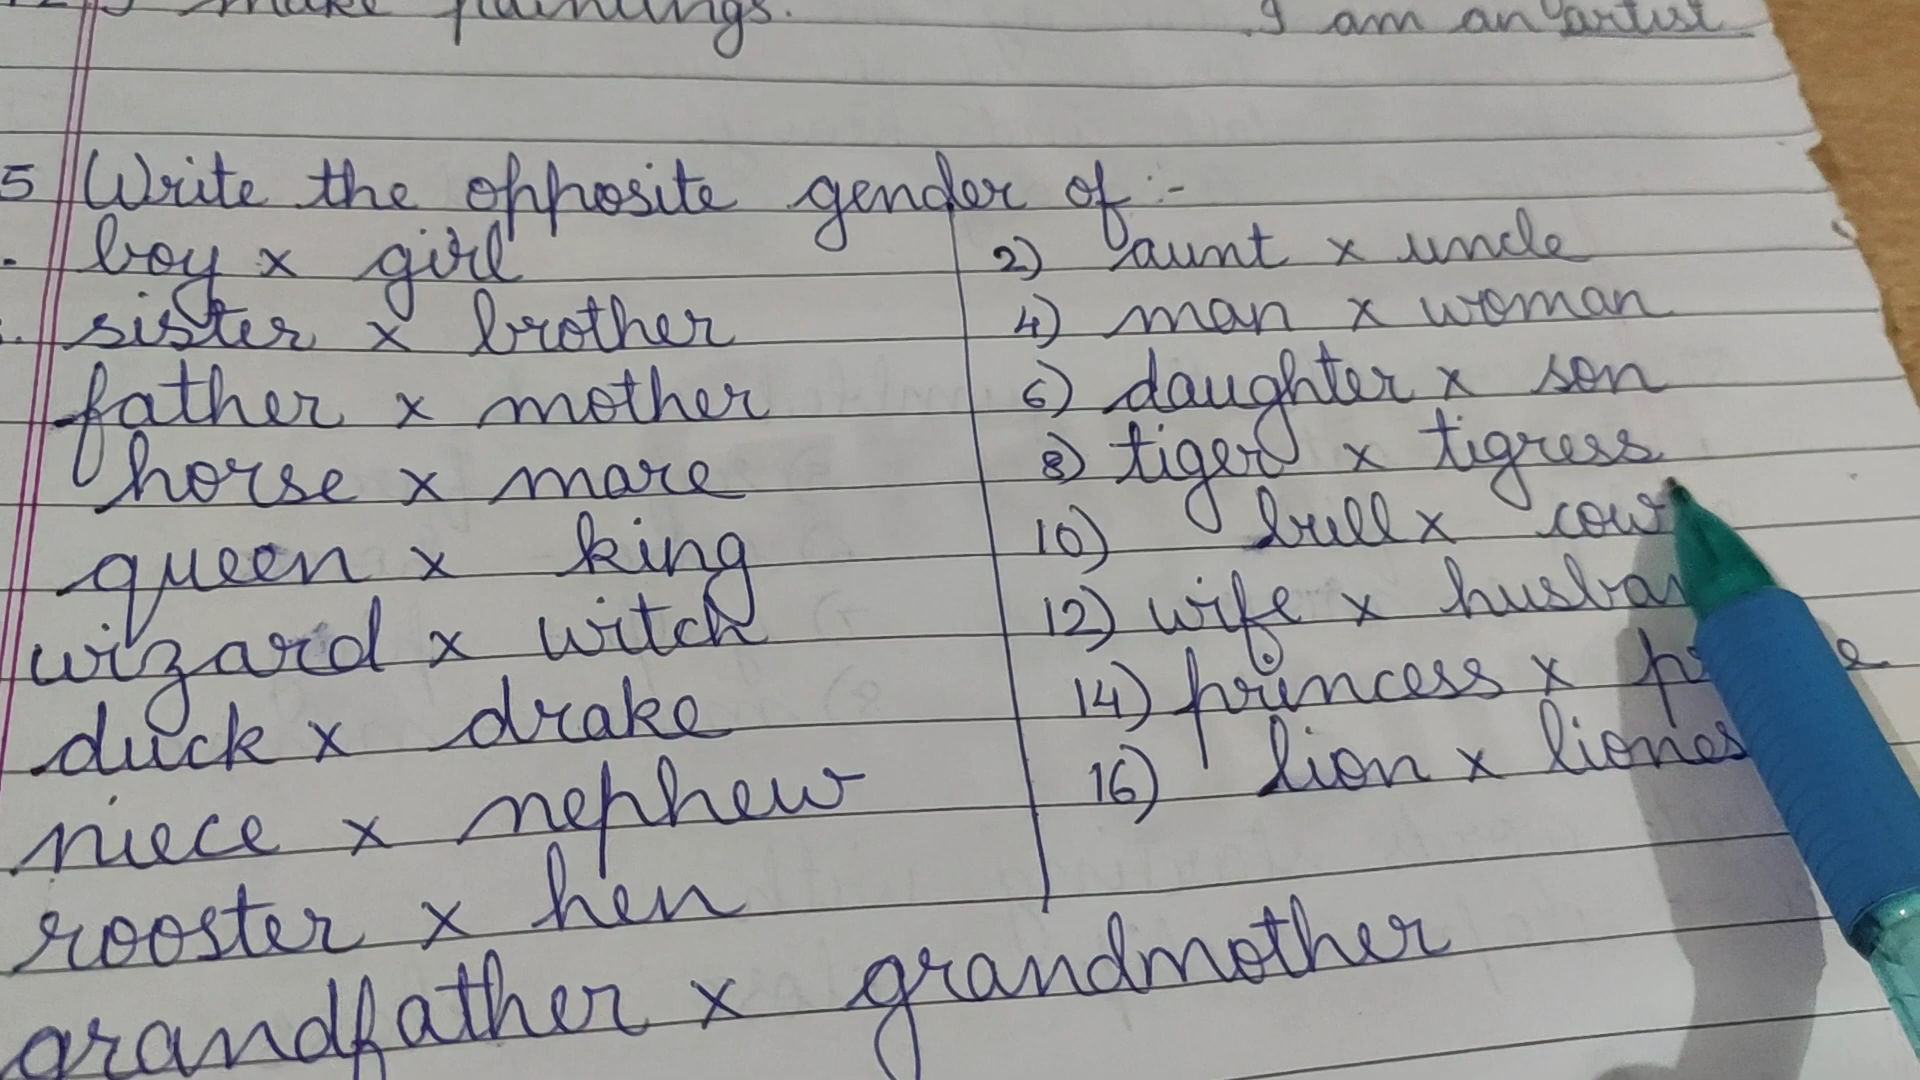 make paintings. I am an artist
5 Write the opposite gender of :-
boy x girl
2) aunt x uncle
sister x brother
4) man x woman
father x mother
6) daughter x son
horse x mare
8) tiger x tigress
queen x king
10) bull x cow
wizard x witch
12) wife x husba
duck x drake
14) princess x
niece x nephew
16) lion x liones
rooster x hen
grandfather x grandmother